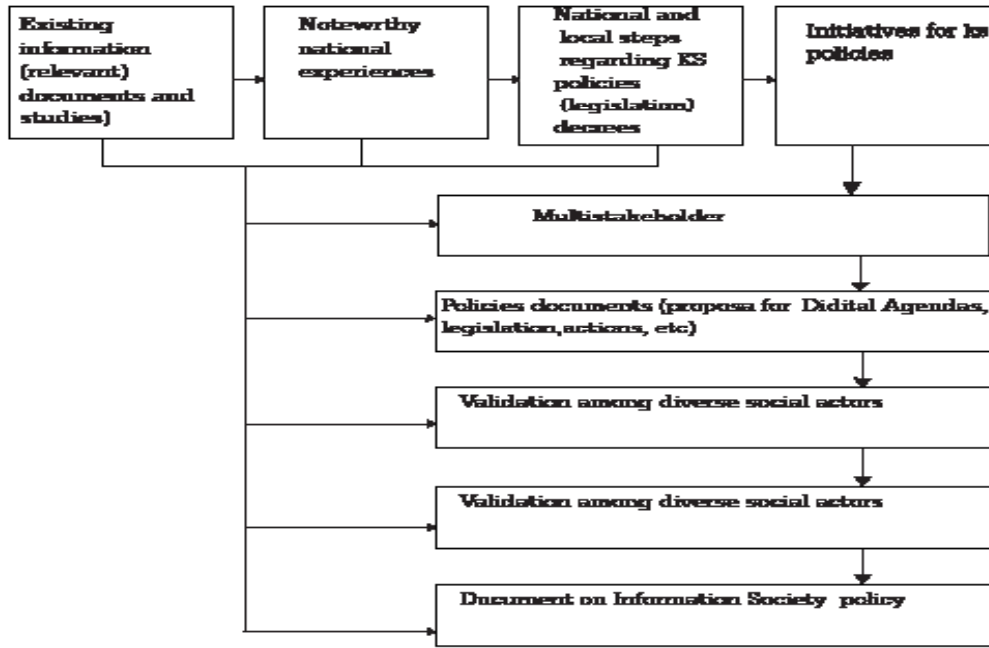 Existing
information
(relevant)
documents and
studies)
Notewrthy
national
experiences
National and
local steps
regarding KS
policies
(legislation)
decrees
Initiatives for ks
policies
Multistakeholder
Policies documents (proposa for Didital Agendas,
legislation,actions, etc)
Validation among diverse social actors
Validation among diverse social actors
Document on Information Society policy